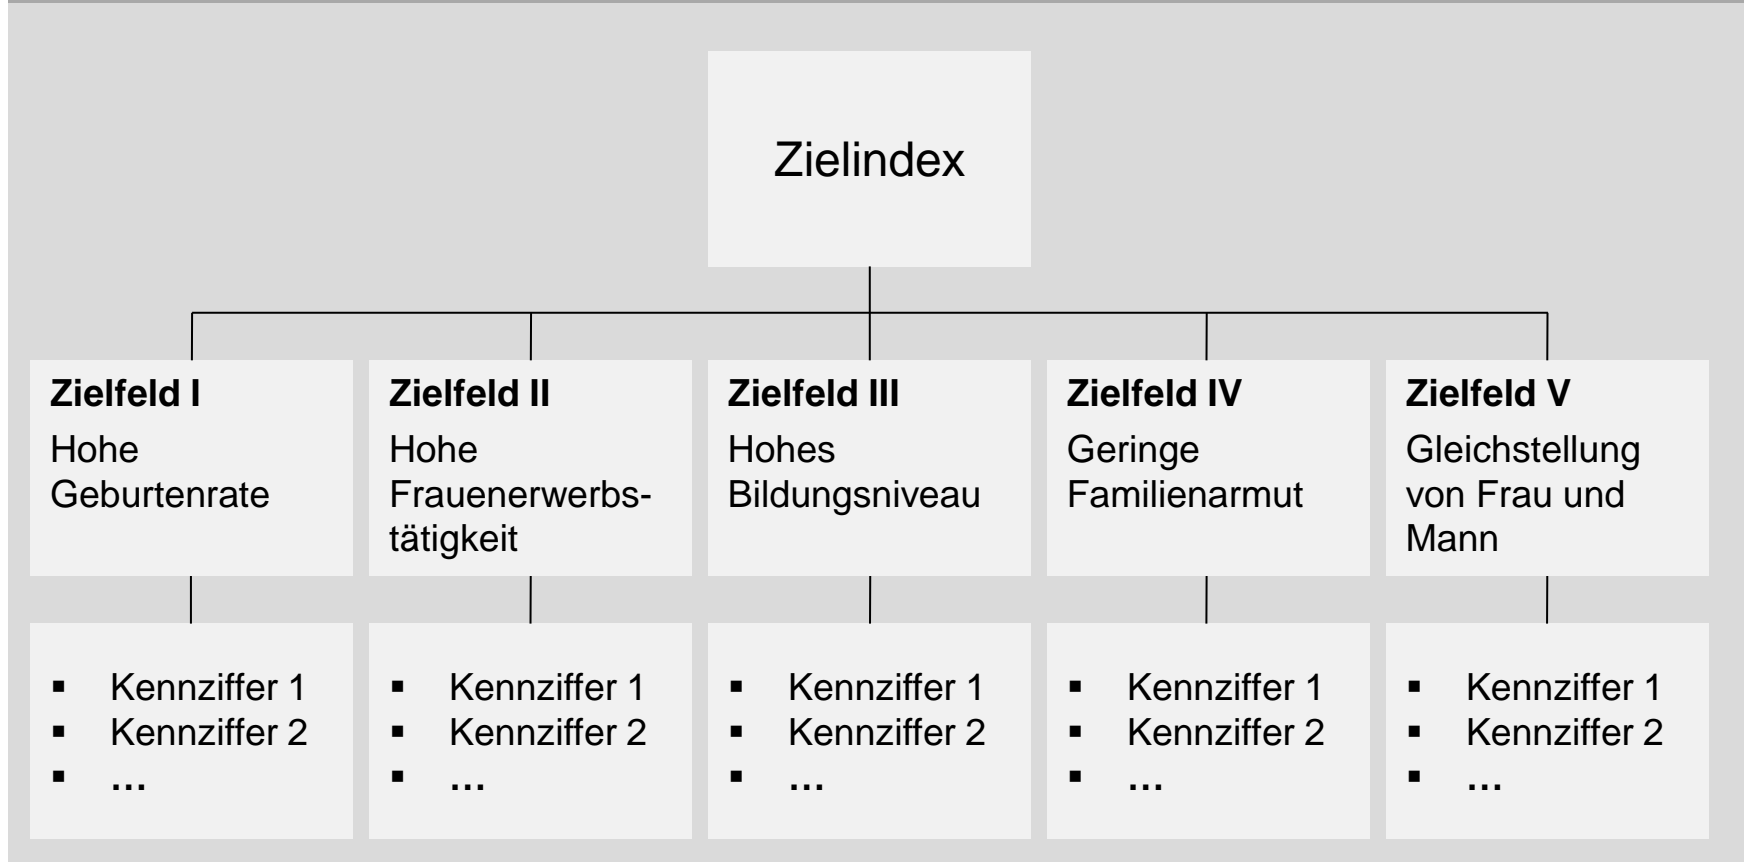 Zielindex
Zielfeld I
Hohe
Geburtenrate
Zielfeld II
Hohe
Frauenerwerbs-
tätigkeit
Zielfeld III
Hohes
Bildungsniveau
Zielfeld IV
Geringe
Familienarmut
Zielfeld V
Gleichstellung
von Frau und
Mann
▪ Kennziffer 1
▪ Kennziffer 2
▪ …
▪ Kennziffer 1
▪ Kennziffer 2
▪ …
▪ Kennziffer 1
▪ Kennziffer 2
▪ …
▪ Kennziffer 1
▪ Kennziffer 2
▪ …
▪ Kennziffer 1
▪ Kennziffer 2
▪ …